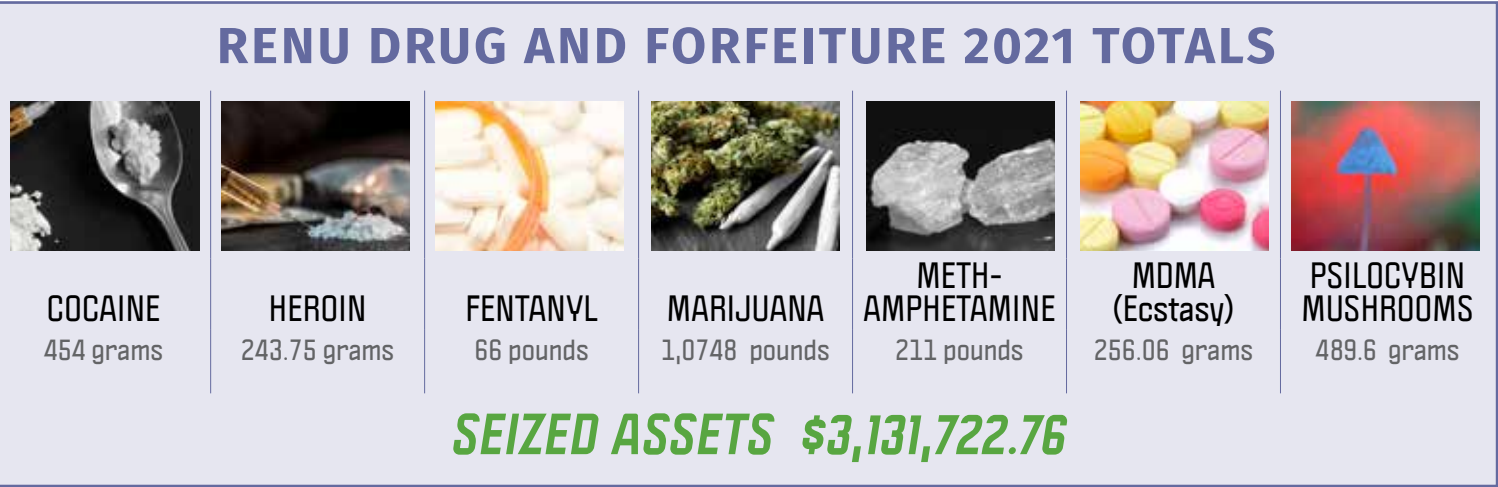 RENU DRUG AND FORFEITURE 2021 TOTALS
COCAINE
454 grams
HEROIN
243.75 grams
FENTANYL
66 pounds
MARIJUANA
1,0748 pounds
METH-
AMPHETAMINE
211 pounds
MDMA
(Ecstasy)
256.06 grams
PSILOCYBIN
MUSHROOMS
489.6 grams
SEIZED ASSETS $3,131,722.76